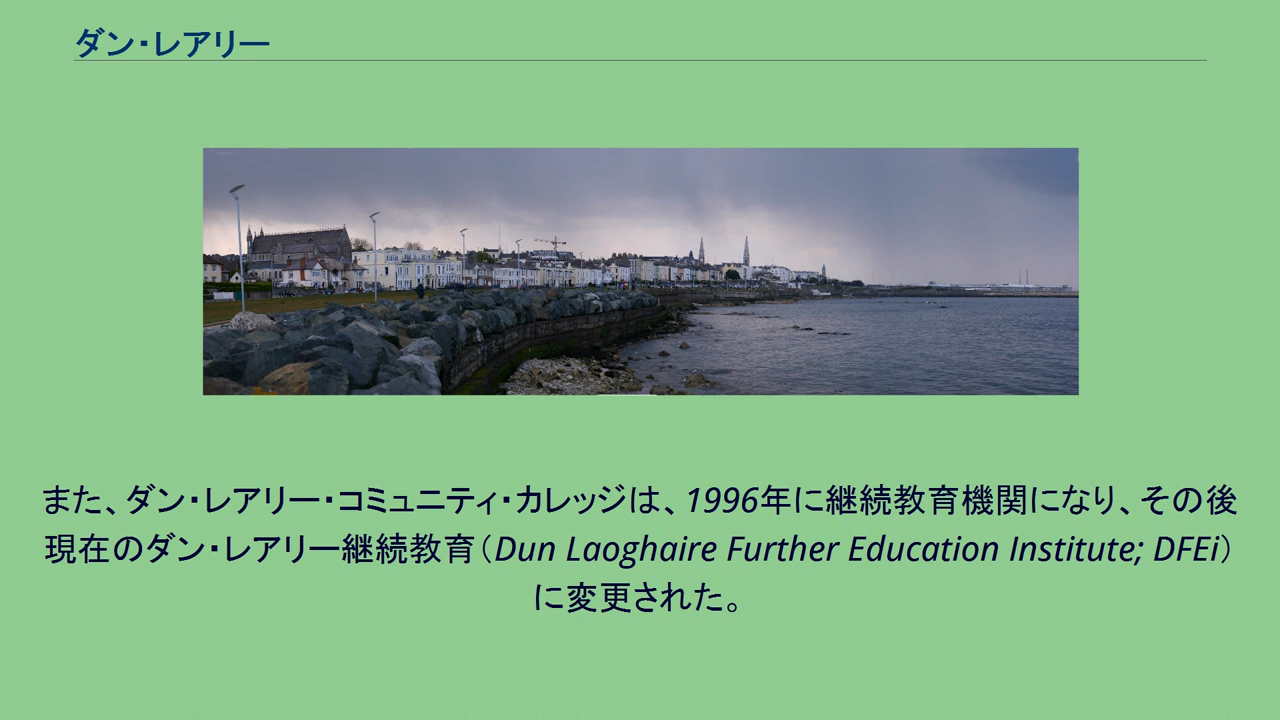 ダン・レアリー
また、ダン・レアリー・コミュニティ・カレッジは、1996年に継続教育機関になり、その後
現在のダン・レアリー継続教育（Dun Laoghaire Further Education Institute; DFEi）
に変更された。